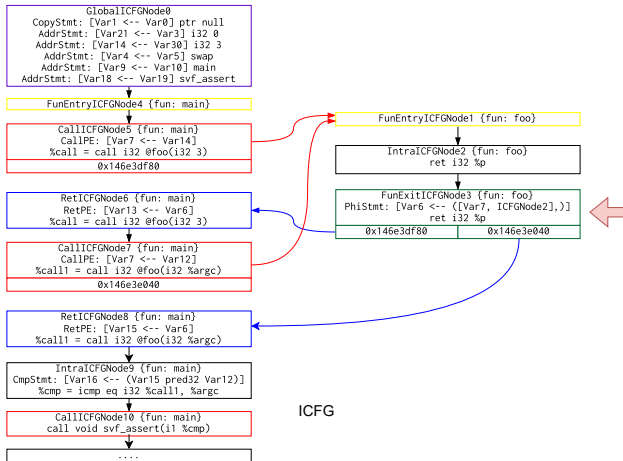 GlobalICFGNode0
CopyStmt: [Var1 <-- Var0] ptr null
AddrStmt: [Var21 <-- Var3] i32 0
AddrStmt: [Var14 <-- Var30] i32 3
AddrStmt: [Var4 <-- Var5] swap
AddrStmt: [Var9 <-- Var10] main
AddrStmt: [Var18 <-- Var19] svf_assert
FunEntryICFGNode4 {fun: main}
CallICFGNode5 {fun: main}
CallPE: [Var7 <-- Var14]
%call = call i32 @foo(i32 3)
0x146e3df80
RetICFGNode6 {fun: main}
RetPE: [Var13 <-- Var6]
%call = call i32 @foo(i32 3)
CallICFGNode7 {fun: main}
CallPE: [Var7 <-- Var12]
%call1 = call i32 @foo(i32 %argc)
0x146e3e040
RetICFGNode8 {fun: main}
RetPE: [Var15 <-- Var6]
%call1 = call i32 @foo(i32 %argc)
IntraICFGNode9 {fun: main}
CmpStmt: [Var16 <-- (Var15 pred32 Var12)]
%cmp = icmp eq i32 %call1, %argc
CallICFGNode10 {fun: main}
call void svf_assert(i1 %cmp)
....
FunEntryICFGNode1 {fun: foo}
IntraICFGNode2 {fun: foo}
ret i32 %p
FunExitICFGNode3 {fun: foo}
PhiStmt: [Var6 <-- ([Var7, ICFGNode2],)]
ret i32 %p
0x146e3df80 0x146e3e040
ICFG